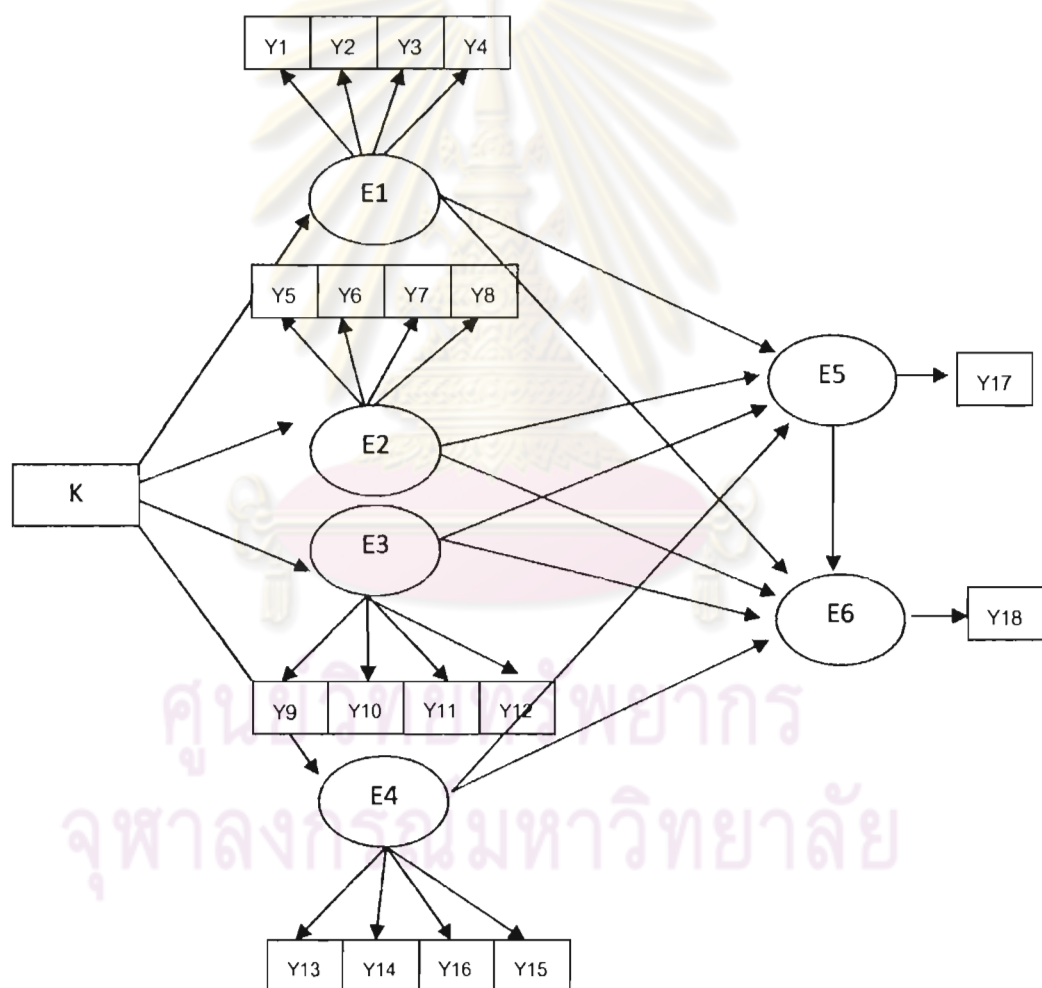 Y1 Y2 Y3 Y4
E1
Y5 Y6 Y7 Y8
E5
Y17
E2
K
E3
E6
Y18
ศูนย์วิทยทรัพยากร
Y9 Y10 Y11 Y12
E4
จุฬาลงกรณ์มหาวิทยาลัย
Y13 Y14 Y16 Y15